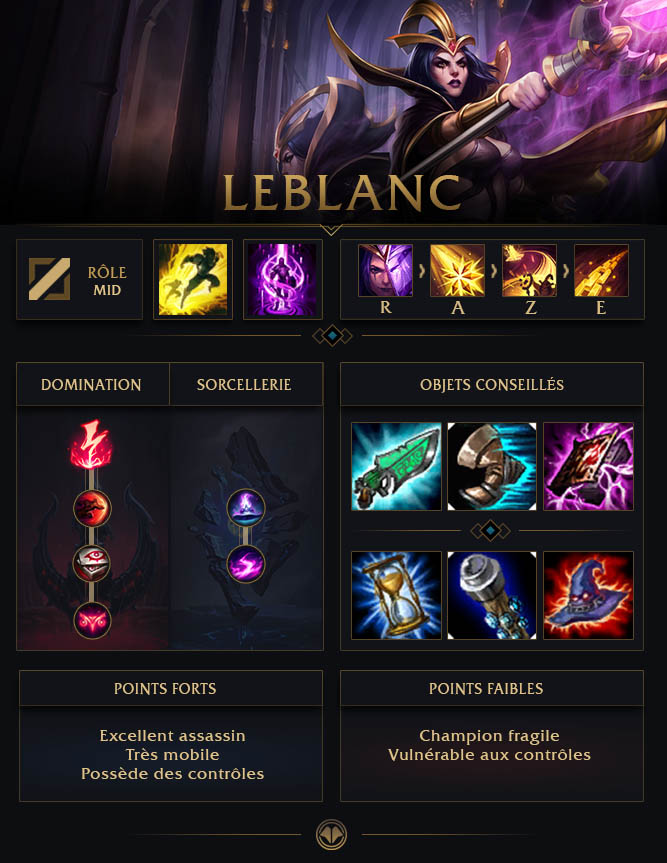 LEBLANC
RÔLE
MID
R
A
Z
E
DOMINATION
SORCELLERIE
OBJETS CONSEILLÉS
POINTS FORTS
Excellent assassin
Très mobile
Possède des contrôles
POINTS FAIBLES
Champion fragile
Vulnérable aux contrôles